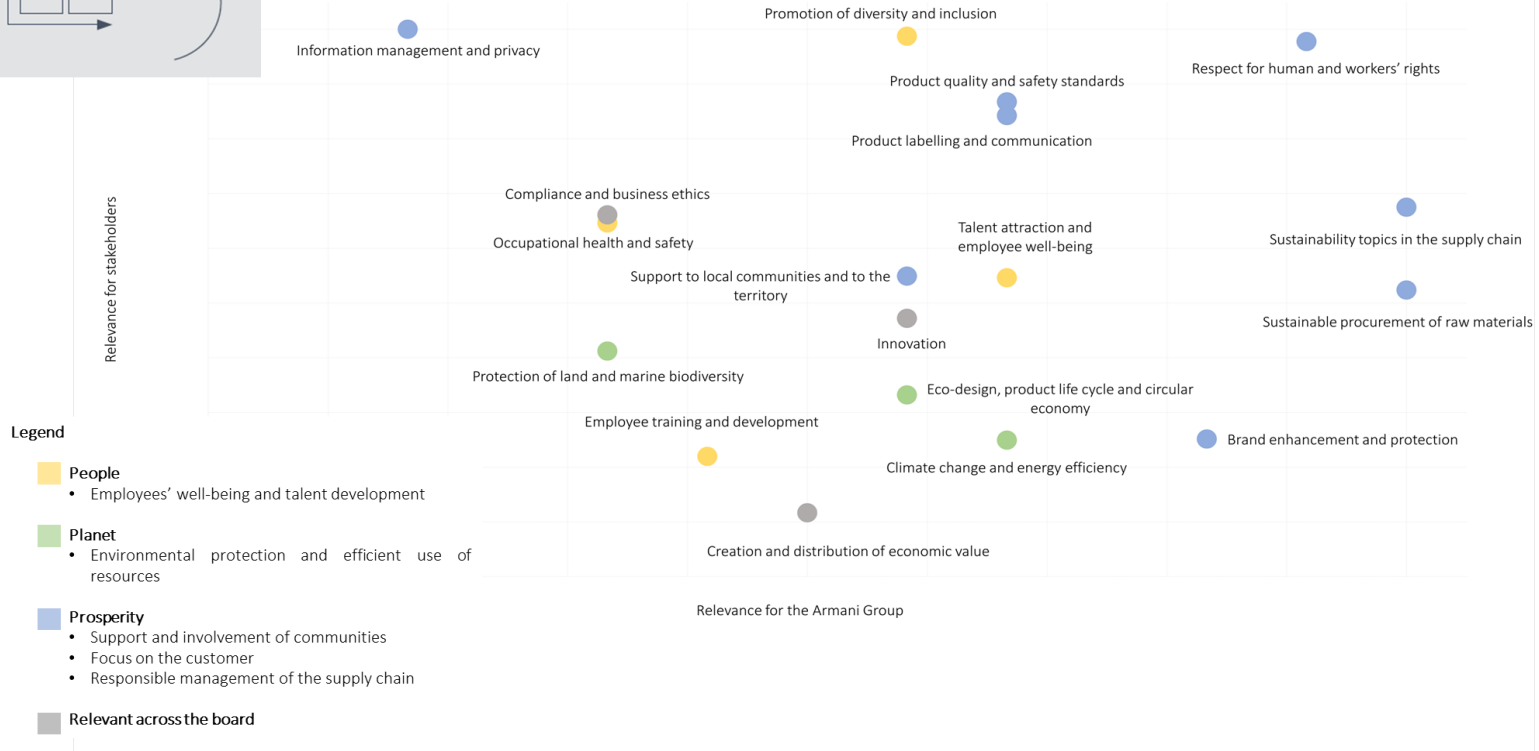 Promotion of diversity and inclusion
Information management and privacy
Respect for human and workers’ rights
Product quality and safety standards
Product labelling and communication
Compliance and business ethics
Occupational health and safety
Talent attraction and
employee well-being
Sustainability topics in the supply chain
Support to local communities and to the
territory
Relevance for stakeholders
Sustainable procurement of raw materials
Innovation
Protection of land and marine biodiversity
Eco-design, product life cycle and circular
economy
Employee training and development
Brand enhancement and protection
Climate change and energy efficiency
Creation and distribution of economic value
Relevance for the Armani Group
Legend
People
• Employees’ well-being and talent development
Planet
• Environmental protection and efficient use of
resources
Prosperity
• Support and involvement of communities
• Focus on the customer
• Responsible management of the supply chain
Relevant across the board